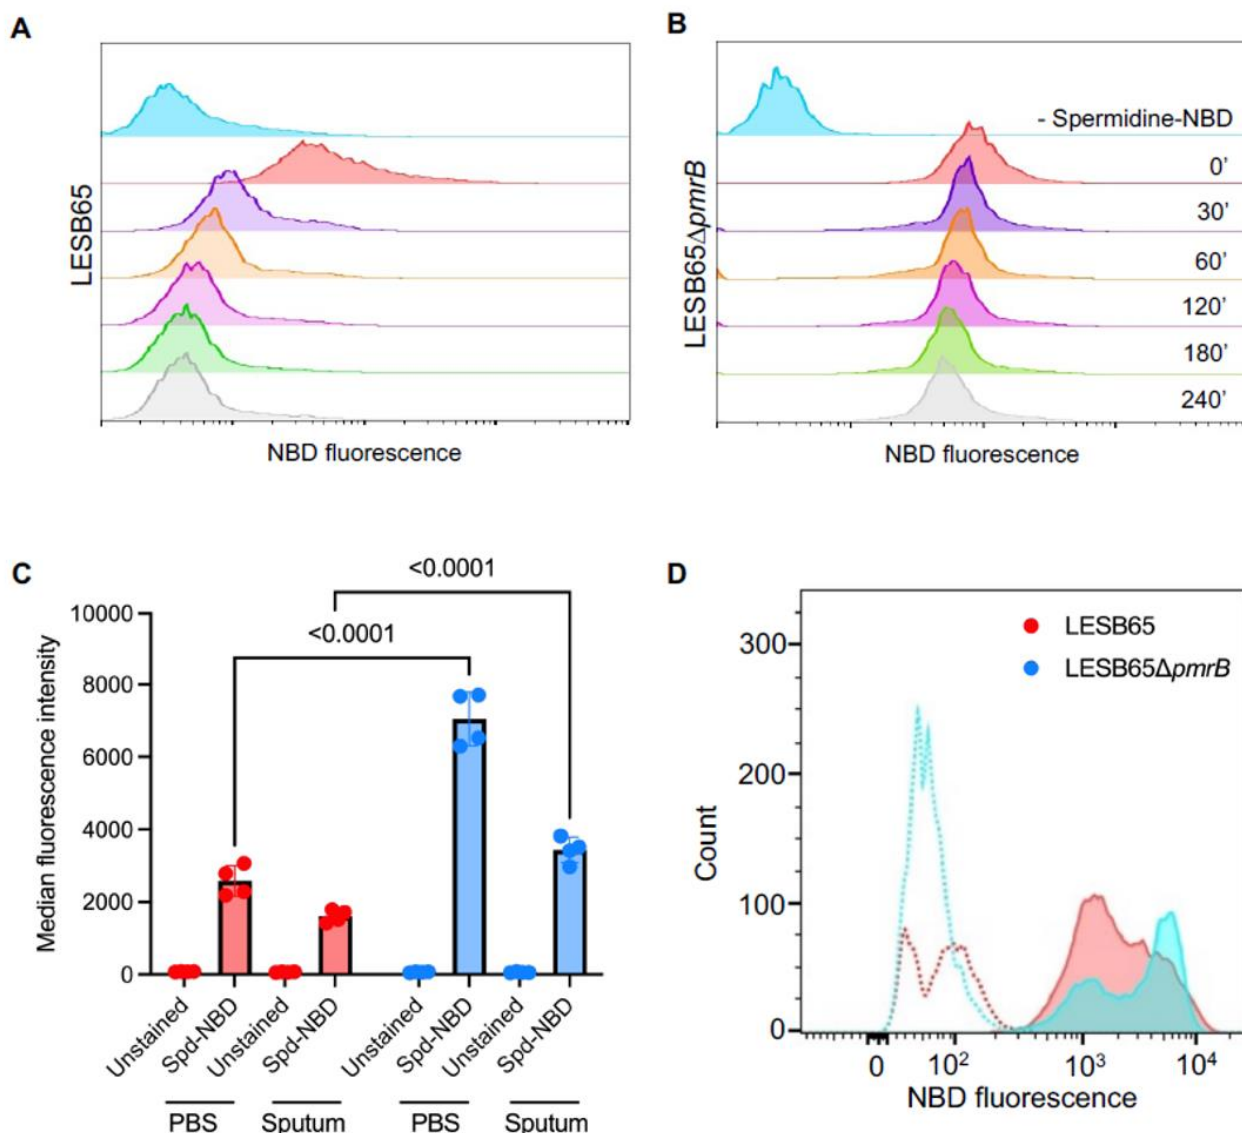 A
LESB65
NBD fluorescence
B
LESB65ΔpmrB
- Spermidine-NBD
0'
30'
60'
120'
180'
240'
NBD fluorescence
C
<0.0001
<0.0001
Median fluorescence intensity
10000
8000
6000
4000
2000
0
Unstained
Spd-NBD
Unstained
Spd-NBD
Unstained
Spd-NBD
Unstained
Spd-NBD
PBS
Sputum
PBS
Sputum
D
LESB65
LESB65ΔpmrB
Count
300
200
100
0
0
10²
10³
10⁴
NBD fluorescence